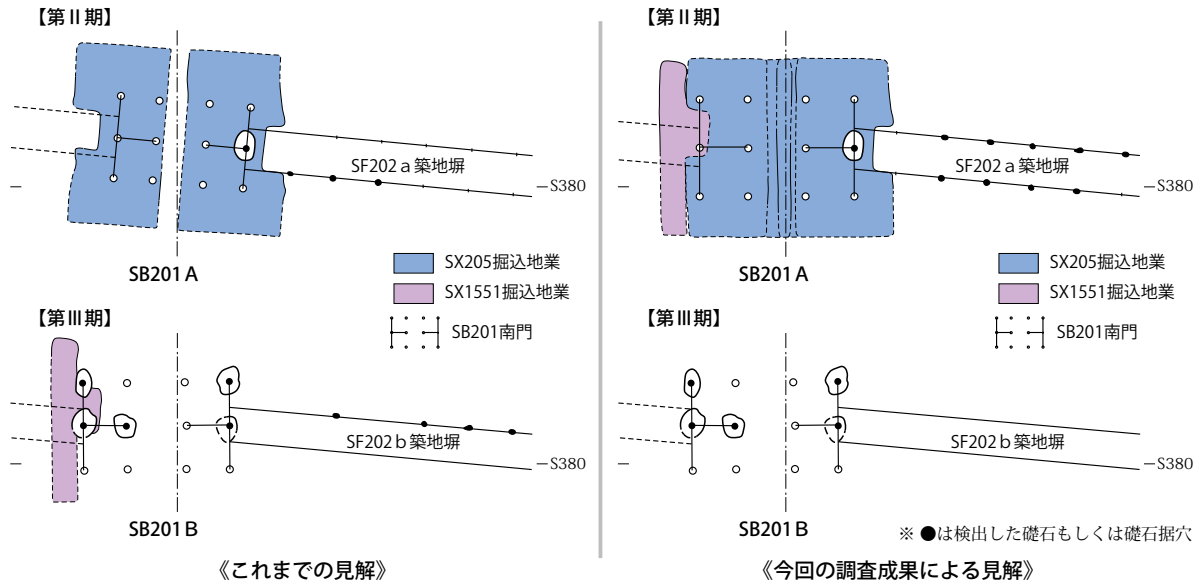 【第Ⅱ期】
SF202a築地塀
S380
SB201A
SX205掘込地業
SX1551掘込地業
SB201南門
【第Ⅲ期】
SF202b築地塀
S380
SB201B
《これまでの見解》
【第Ⅱ期】
SF202a築地塀
S380
SB201A
SX205掘込地業
SX1551掘込地業
SB201南門
【第Ⅲ期】
SF202b築地塀
S380
SB201B
※ ●は検出した礎石もしくは礎石据穴
《今回の調査成果による見解》